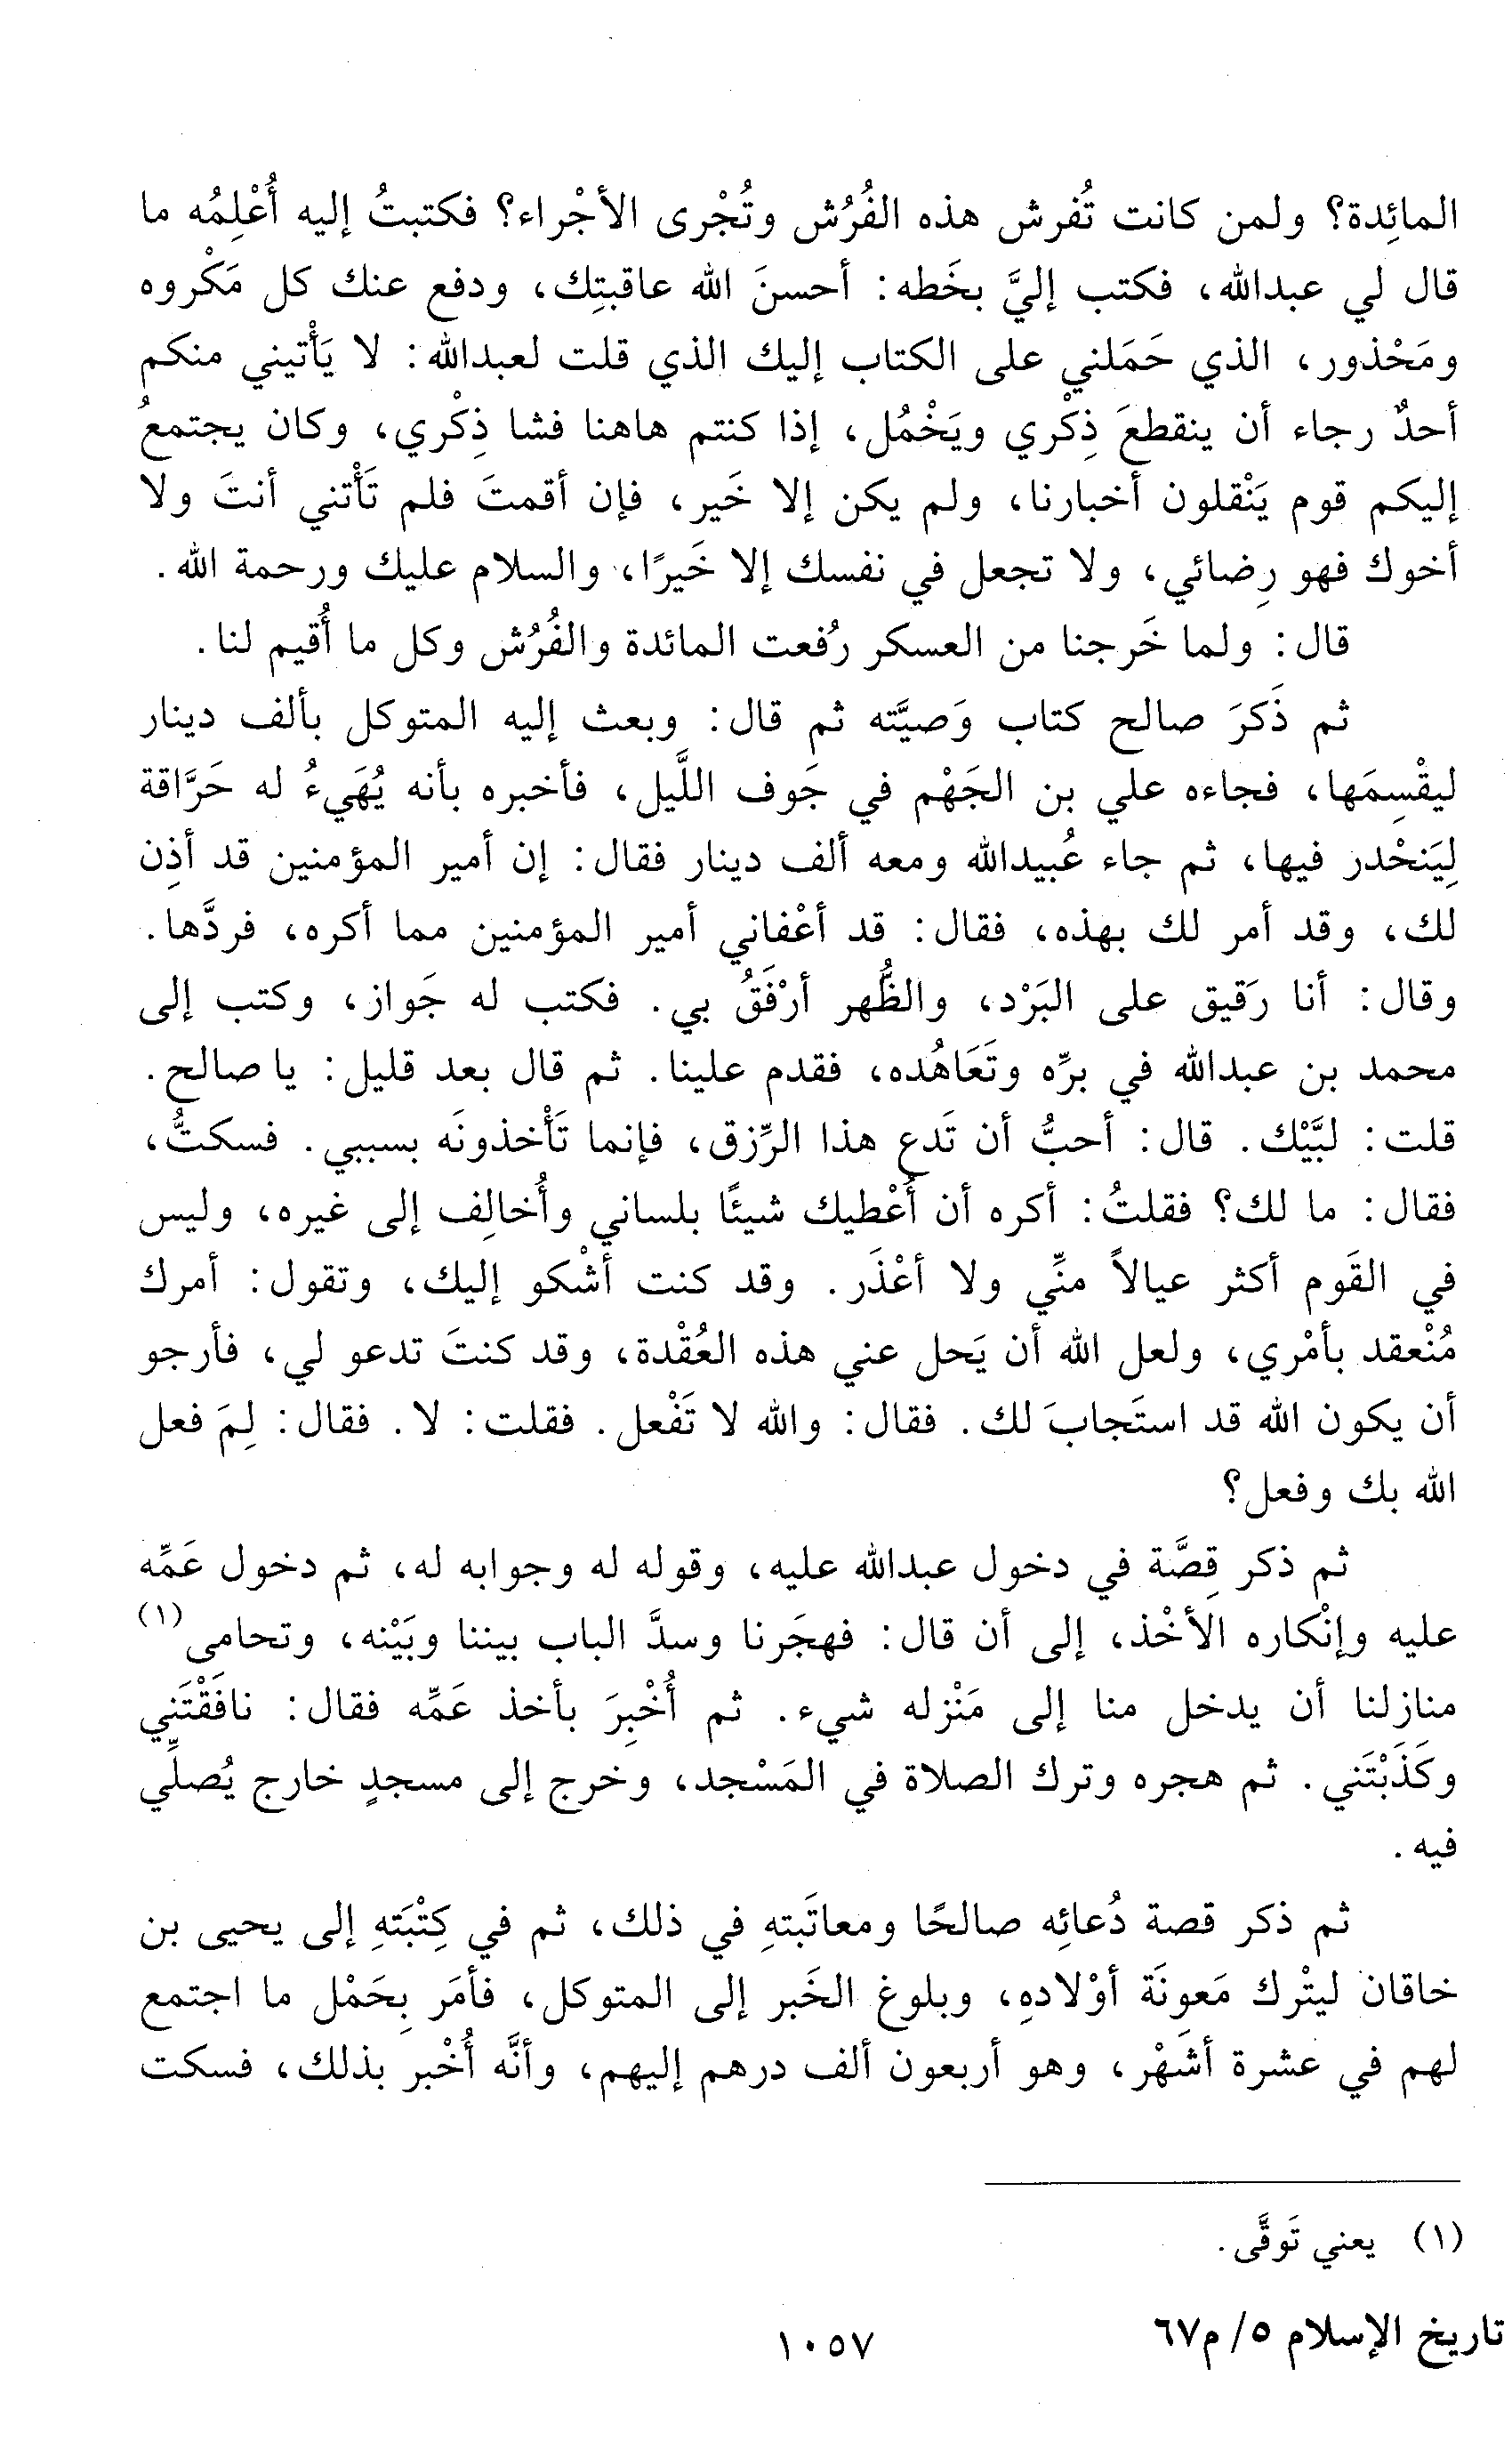 المائِدة؟ ولمن كانت تُفرش هذه الفُرُش وتُجْرى الأجْراء؟ فكتبتُ إليه أُعْلِمُه ما
قال لي عبدالله، فكتب إليَّ بخَطه: أحسنَ الله عاقبتِك، ودفع عنك كل مَكْروه
ومَحْذور، الذي حَمَلني على الكتاب إليك الذي قلت لعبدالله: لا يَأْتيني منكم
أحدٌ رجاء أن ينقطعَ ذِكْري ويَخْمُل، إذا كنتم هاهنا فشا ذِكْري، وكان يجتمعُ
إليكم قوم يَنْقلون أخبارنا، ولم يكن إلا خَير، فإن أقمتَ فلم تَأْتني أنتَ ولا
أخوك فهو رِضائي، ولا تجعل في نفسك إلا خَيرًا، والسلام عليك ورحمة الله.
قال: ولما خَرجنا من العسكر رُفعت المائدة والفُرُش وكل ما أُقيم لنا.
ثم ذَكرَ صالح كتاب وَصيَّته ثم قال: وبعث إليه المتوكل بألف دينار
ليقْسِمَها، فجاءه علي بن الجَهْم في جَوف اللَّيل، فأخبره بأنه يُهَيءُ له حَرَّاقة
لِيَنحْدر فيها، ثم جاء عُبيدالله ومعه ألف دينار فقال: إن أمير المؤمنين قد أذِن
لك، وقد أمر لك بهذه، فقال: قد أعْفاني أمير المؤمنين مما أكره، فردَّها.
وقال: أنا رَقيق على البَرْد، والظُّهر أرْفَقُ بي. فكتب له جَواز، وكتب إلى
محمد بن عبدالله في برِّه وتَعَاهُده، فقدم علينا. ثم قال بعد قليل: يا صالح.
قلت: لبَّيْك. قال: أحبُّ أن تَدع هذا الرِّزق، فإنما تَأْخذونَه بسببي. فسكتُّ،
فقال: ما لك؟ فقلتُ: أكره أن أُعْطيك شيئًا بلساني وأُخالِف إلى غيره، وليس
في القَوم أكثر عيالاً منِّي ولا أعْذَر. وقد كنت أشْكو إليك، وتقول: أمرك
مُنْعقد بأمْري، ولعل الله أن يَحل عني هذه العُقْدة، وقد كنتَ تدعو لي، فأرجو
أن يكون الله قد استَجابَ لك. فقال: والله لا تَفْعل. فقلت: لا. فقال: لِمَ فعل
الله بك وفعل؟
ثم ذكر قِصَّة في دخول عبدالله عليه، وقوله له وجوابه له، ثم دخول عَمِّه
عليه وإنْكاره الأخْذ، إلى أن قال: فهجَرنا وسدَّ الباب بيننا وبَيْنه، وتحامى(١)
منازلنا أن يدخل منا إلى مَنْزله شيء. ثم أُخْبِرَ بأخذ عَمِّه فقال: نافَقْتَني
وكَذَبْتَني. ثم هجره وترك الصلاة في المَسْجد، وخرج إلى مسجدٍ خارج يُصلِّي
فيه.
ثم ذكر قصة دُعائِه صالحًا ومعاتَبتهِ في ذلك، ثم في كِتْبَتهِ إلى يحيى بن
خاقان ليتْرك مَعونَة أوْلادهِ، وبلوغ الخَبر إلى المتوكل، فأمَر بِحَمْل ما اجتمع
لهم في عشرة أشَهْر، وهو أربعون ألف درهم إليهم، وأنَّه أُخْبر بذلك، فسكت
(١) يعني تَوقَّى.
تاريخ الإسلام ٥/ م٦٧
١٠٥٧